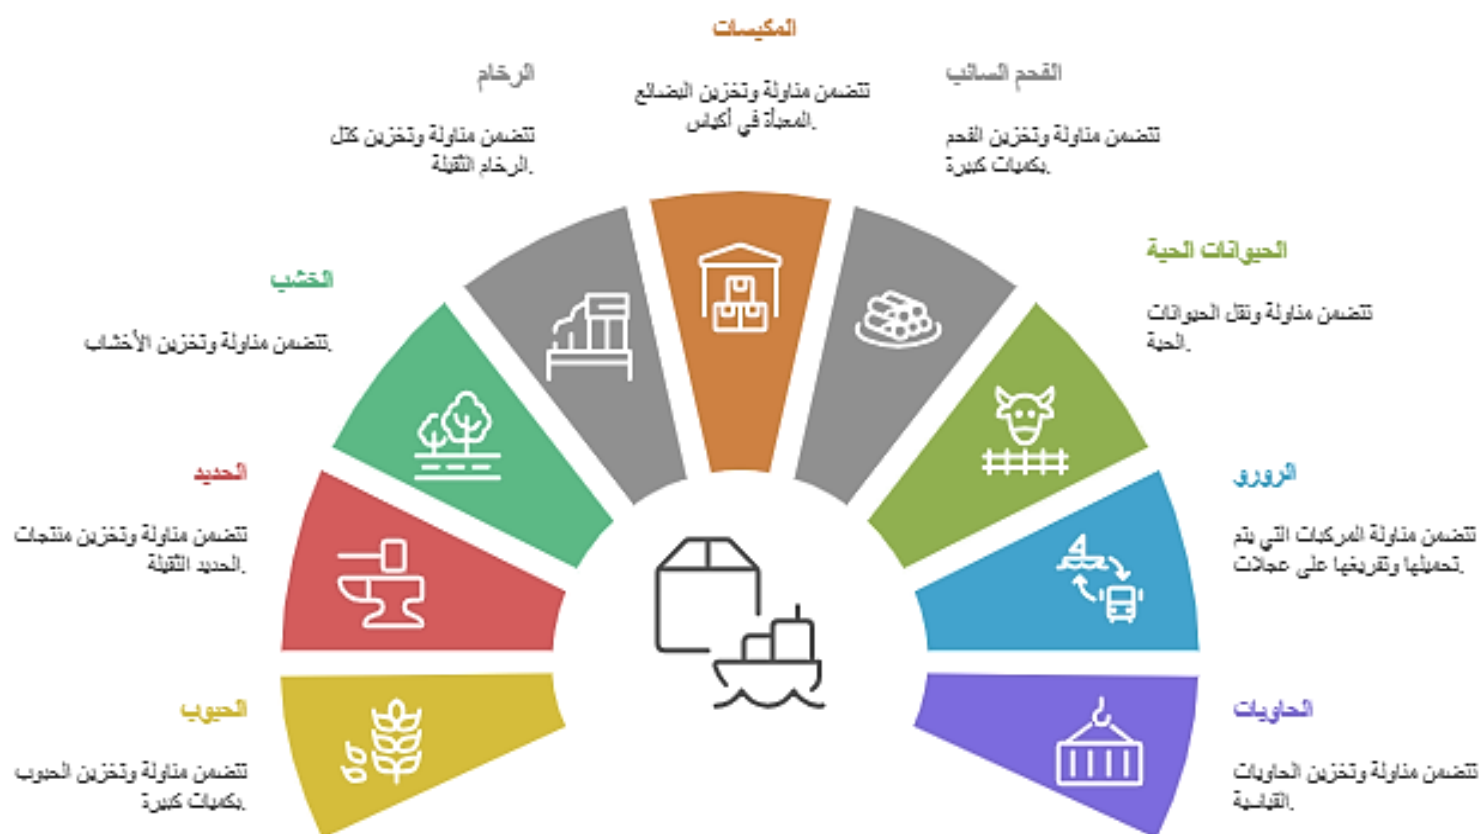 المكيسات
تتضمن مناولة وتخزين البضائع
المعبأة في أكياس.
الفحم السائب
تتضمن مناولة وتخزين الفحم
بكميات كبيرة.
الحيوانات الحية
تتضمن مناولة ونقل الحيوانات
الحية.
الرورو
تتضمن مناولة المركبات التي يتم
تحميلها وتفريغها على عجلات.
الحاويات
تتضمن مناولة وتخزين الحاويات
القياسية.
الرخام
تتضمن مناولة وتخزين كتل
الرخام الثقيلة.
الخشب
تتضمن مناولة وتخزين الأخشاب.
الحديد
تتضمن مناولة وتخزين منتجات
الحديد الثقيلة.
الحبوب
تتضمن مناولة وتخزين الحبوب
بكميات كبيرة.